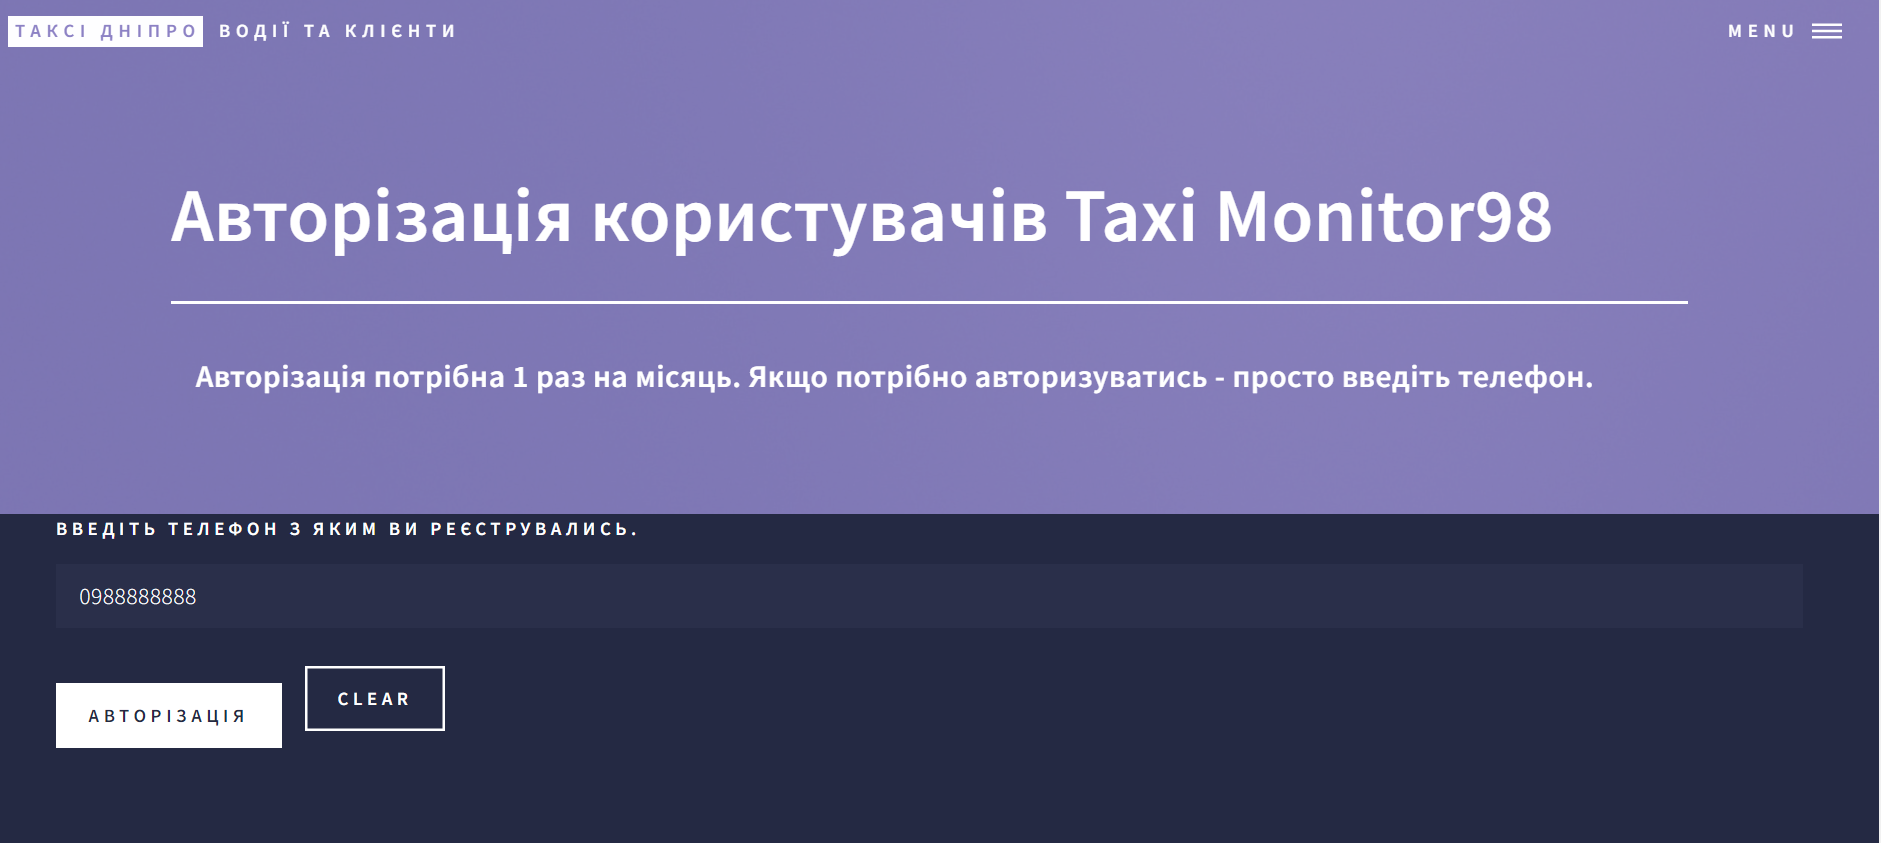 ТАКСІ ДНІПРО ВОДІЇ ТА КЛІЄНТИ
MENU
Авторізація користувачів Taxi Monitor98
Авторізація потрібна 1 раз на місяць. Якщо потрібно авторизуватись - просто введіть телефон.
ВВЕДІТЬ ТЕЛЕФОН З ЯКИМ ВИ РЕЄСТРУВАЛИСЬ.
0988888888
АВТОРІЗАЦІЯ
CLEAR